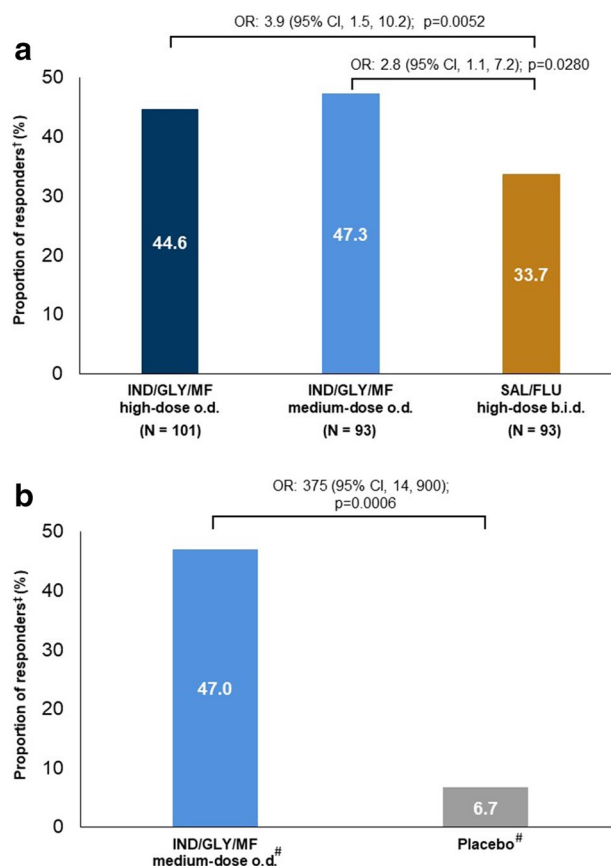 a
OR: 3.9 (95% CI, 1.5, 10.2); p=0.0052
OR: 2.8 (95% CI, 1.1, 7.2); p=0.0280
Proportion of responders† (%)
50
40
30
20
10
0
44.6
47.3
33.7
IND/GLY/MF
high-dose o.d.
(N = 101)
IND/GLY/MF
medium-dose o.d.
(N = 93)
SAL/FLU
high-dose b.i.d.
(N = 93)
b
OR: 375 (95% CI, 14, 900);
p=0.0006
Proportion of responders‡ (%)
50
40
30
20
10
0
47.0
6.7
IND/GLY/MF
medium-dose o.d.#
Placebo#